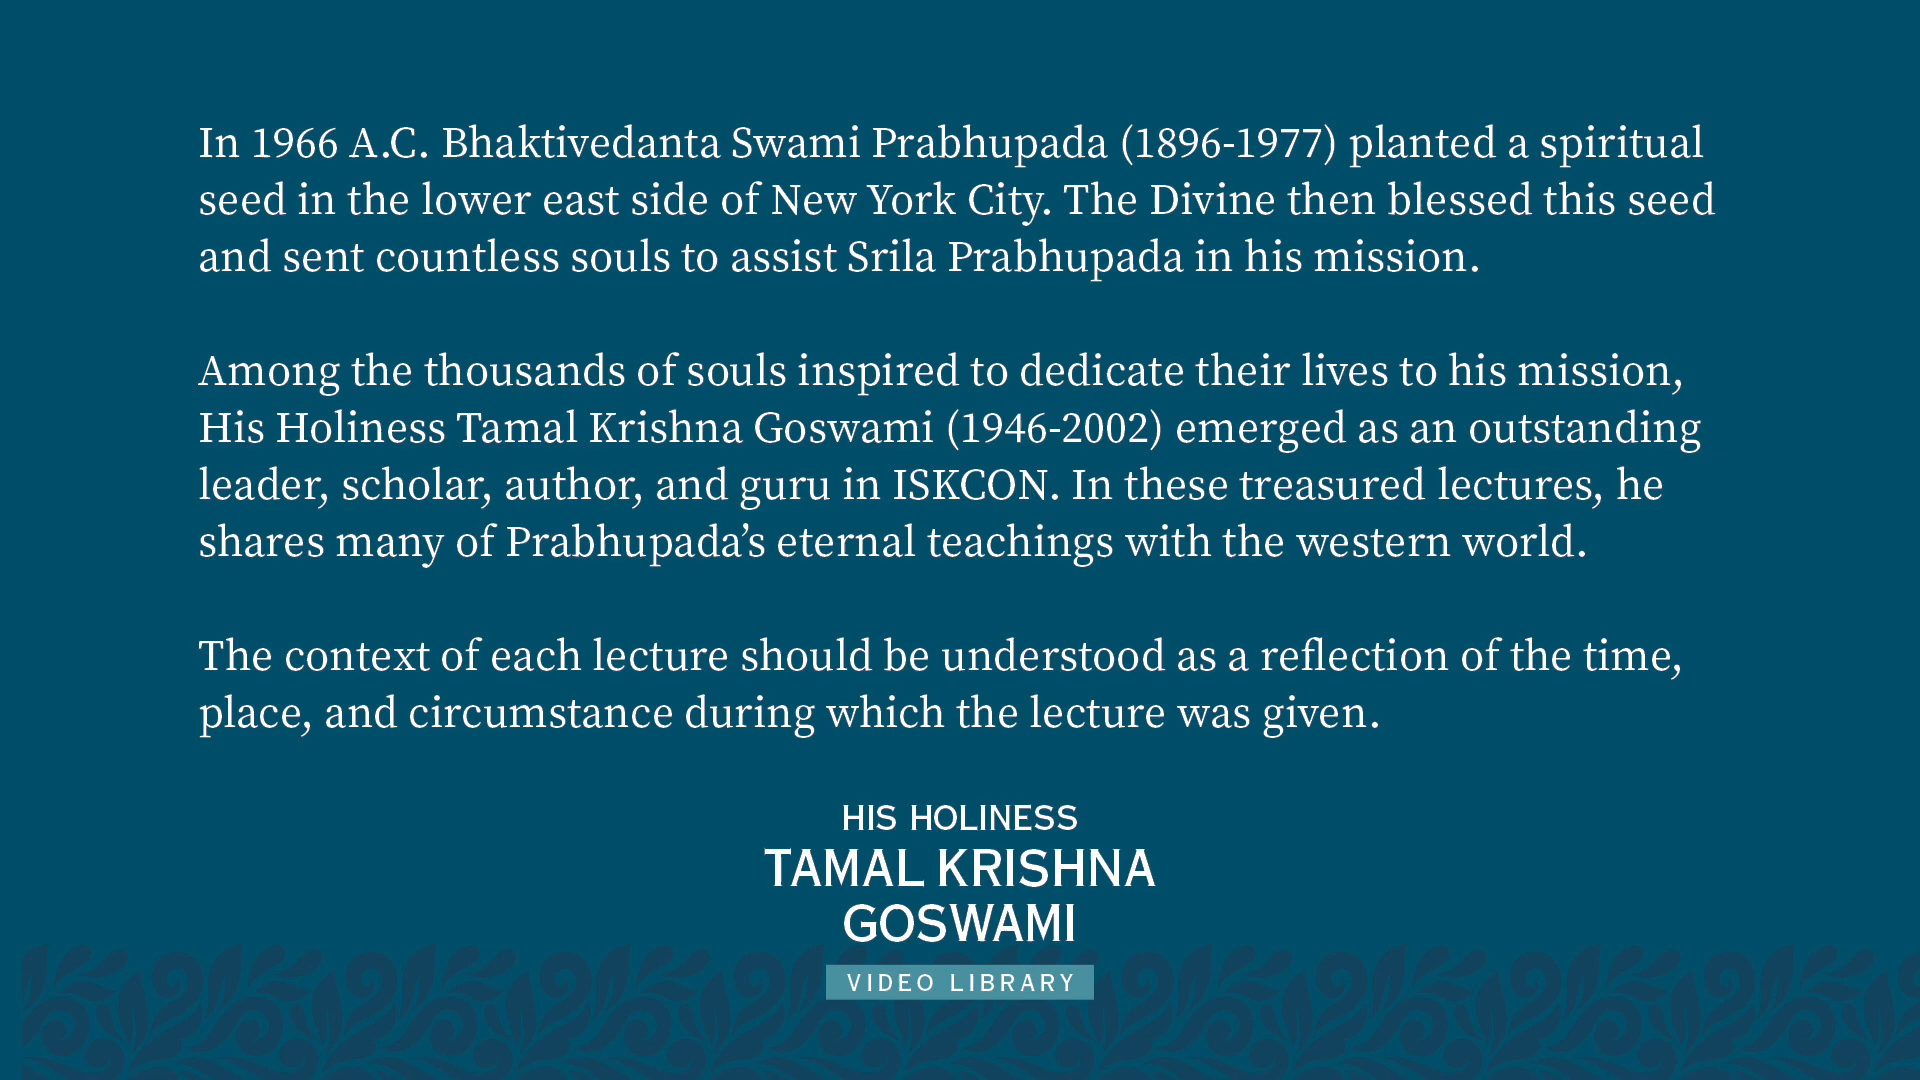 In 1966 A.C. Bhaktivedanta Swami Prabhupada (1896-1977) planted a spiritual
seed in the lower east side of New York City. The Divine then blessed this seed
and sent countless souls to assist Srila Prabhupada in his mission.
Among the thousands of souls inspired to dedicate their lives to his mission,
His Holiness Tamal Krishna Goswami (1946-2002) emerged as an outstanding
leader, scholar, author, and guru in ISKCON. In these treasured lectures, he
shares many of Prabhupada’s eternal teachings with the western world.
The context of each lecture should be understood as a reflection of the time,
place, and circumstance during which the lecture was given.
HIS HOLINESS
TAMAL KRISHNA
GOSWAMI
VIDEO LIBRARY